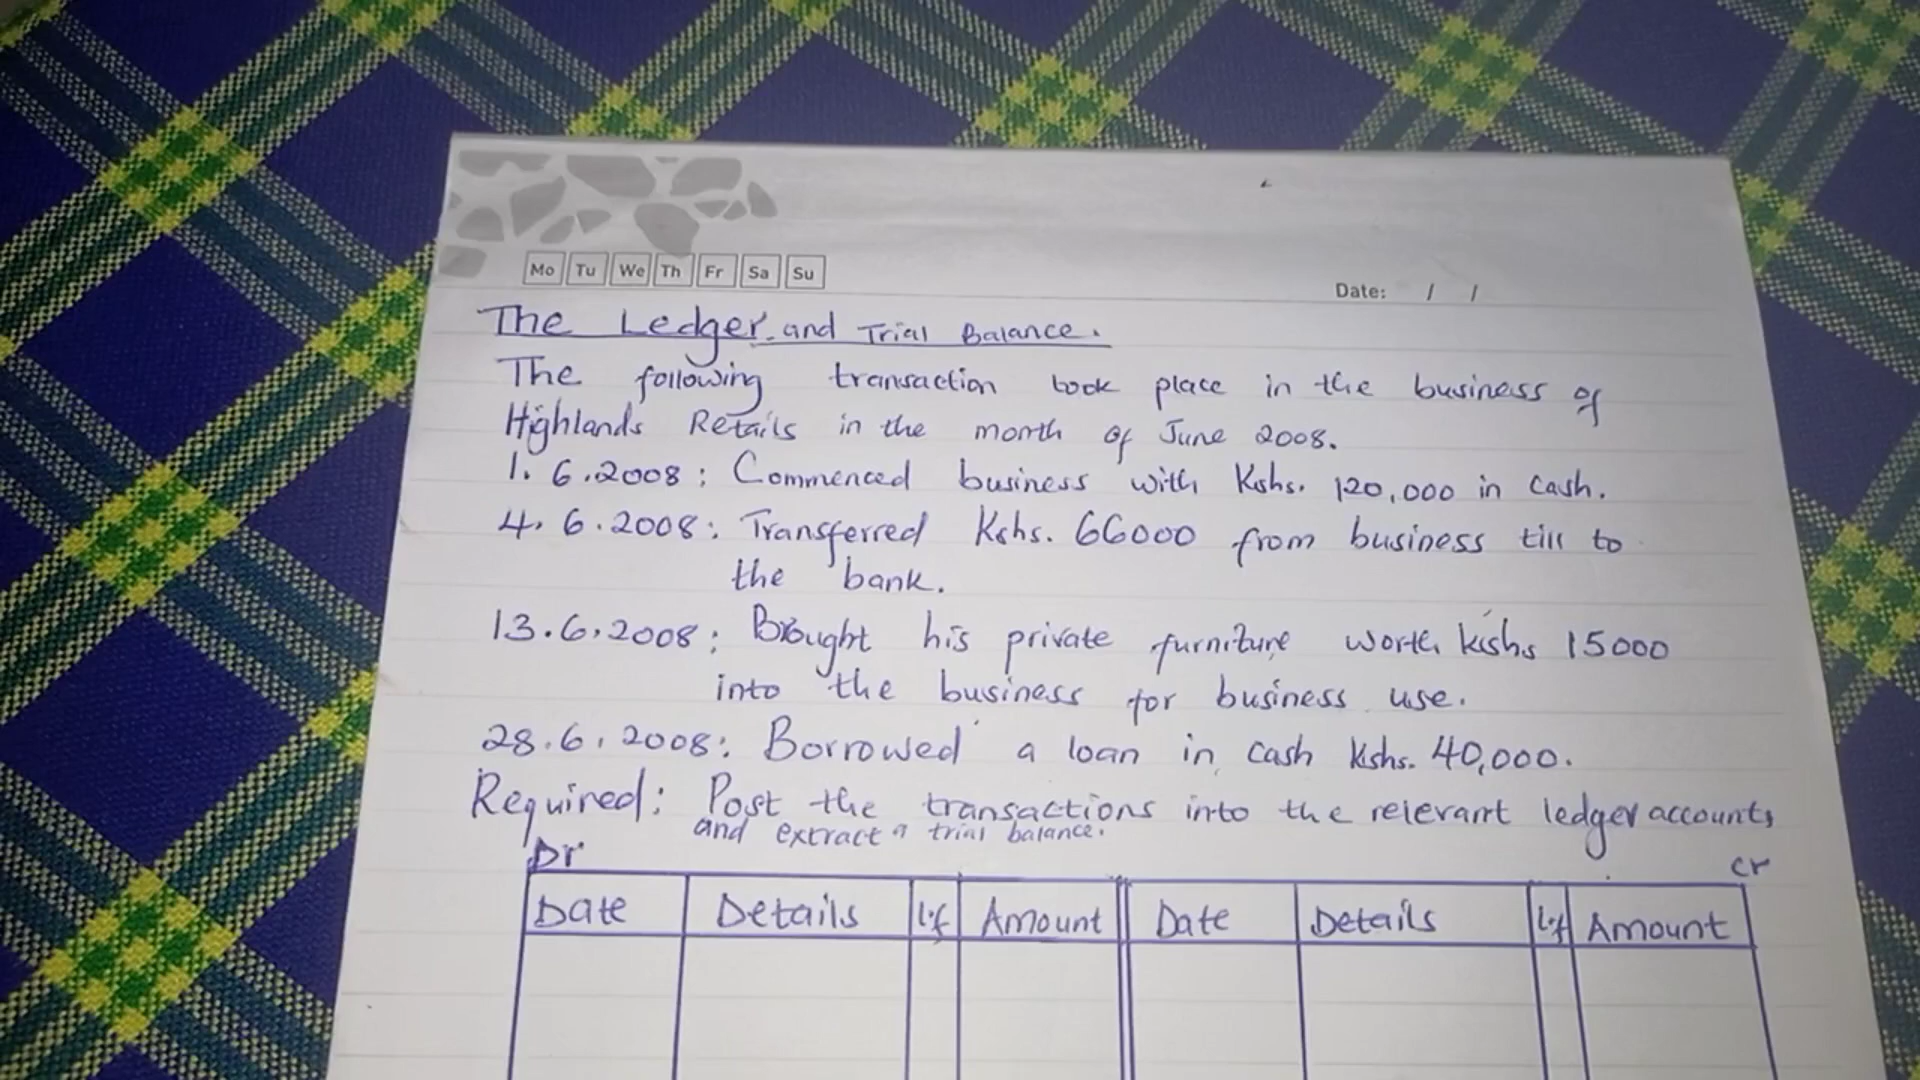 Mo Tu We Th Fr Sa Su
Date: / /
The Ledger and Trial Balance.
The following transaction took place in the business of
Highlands Retails in the month of June 2008.
1. 6.2008: Commenced business with Kshs. 120,000 in cash.
4. 6.2008: Transferred Kshs. 66000 from business till to
the bank.
13.6.2008: Brought his private furniture worth kshs 15000
into the business for business use.
28.6.2008: Borrowed a loan in cash kshs. 40,000.
Required: Post the transactions into the relevant ledger accounts
and extract a trial balance.
Dr cr
Date Details l.f Amount Date Details l.f Amount